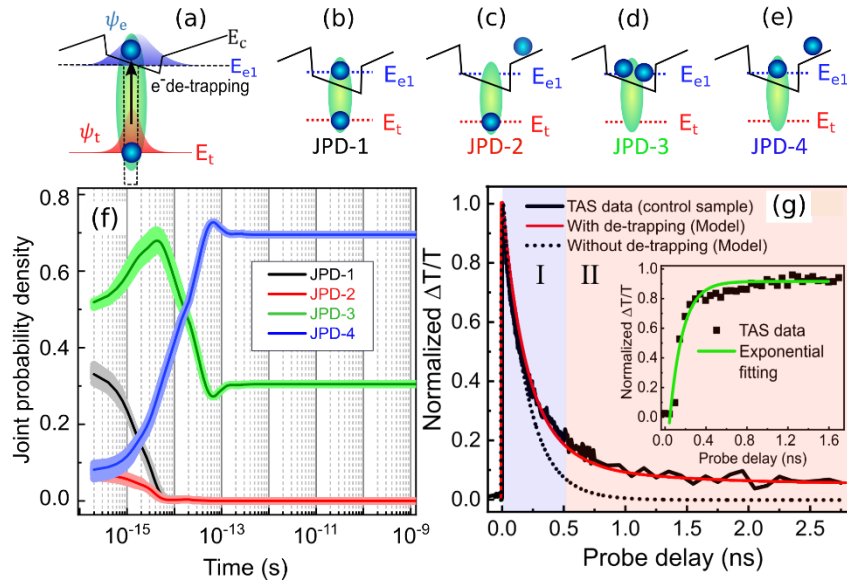 (a)
ψe
Ec
Ee1
e⁻de-trapping
ψt
Et
(b)
Ee1
Et
JPD-1
(c)
Ee1
Et
JPD-2
(d)
Ee1
Et
JPD-3
(e)
Ee1
Et
JPD-4
(f)
Joint probability density
0.8
0.6
0.4
0.2
0.0
JPD-1
JPD-2
JPD-3
JPD-4
10⁻¹⁵ 10⁻¹³ 10⁻¹¹ 10⁻⁹
Time (s)
(g)
Normalized ΔT/T
1.0
0.8
0.6
0.4
0.2
0.0
TAS data (control sample)
With de-trapping (Model)
Without de-trapping (Model)
I II
Normalized ΔT/T
1.0
0.8
0.6
0.4
0.2
0.0
TAS data
Exponential
fitting
0.0 0.4 0.8 1.2 1.6
Probe delay (ns)
0.0 0.5 1.0 1.5 2.0 2.5
Probe delay (ns)